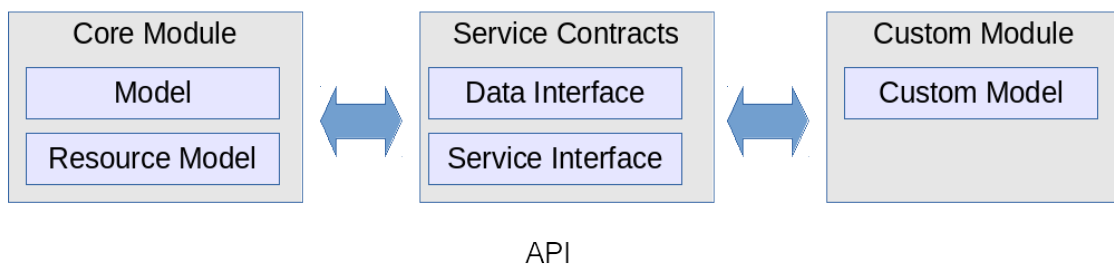 Core Module
Model
Resource Model
Service Contracts
Data Interface
Service Interface
Custom Module
Custom Model
API